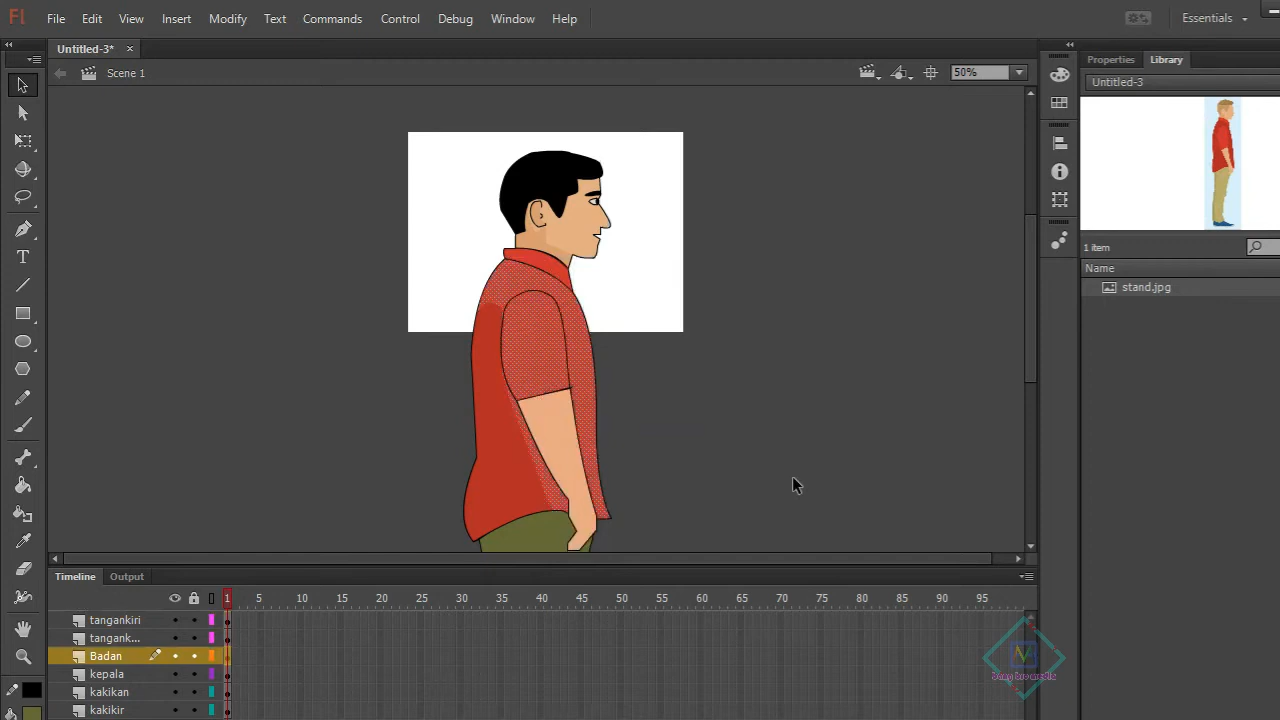 Fl File Edit View Insert Modify Text Commands Control Debug Window Help Essentials
Untitled-3*
Properties Library
Scene 1
50%
Untitled-3
1 item
Name
stand.jpg
Timeline Output
1 5 10 15 20 25 30 35 40 45 50 55 60 65 70 75 80 85 90 95
tangankiri
tangank...
Badan
kepala
kakikan
kakikir